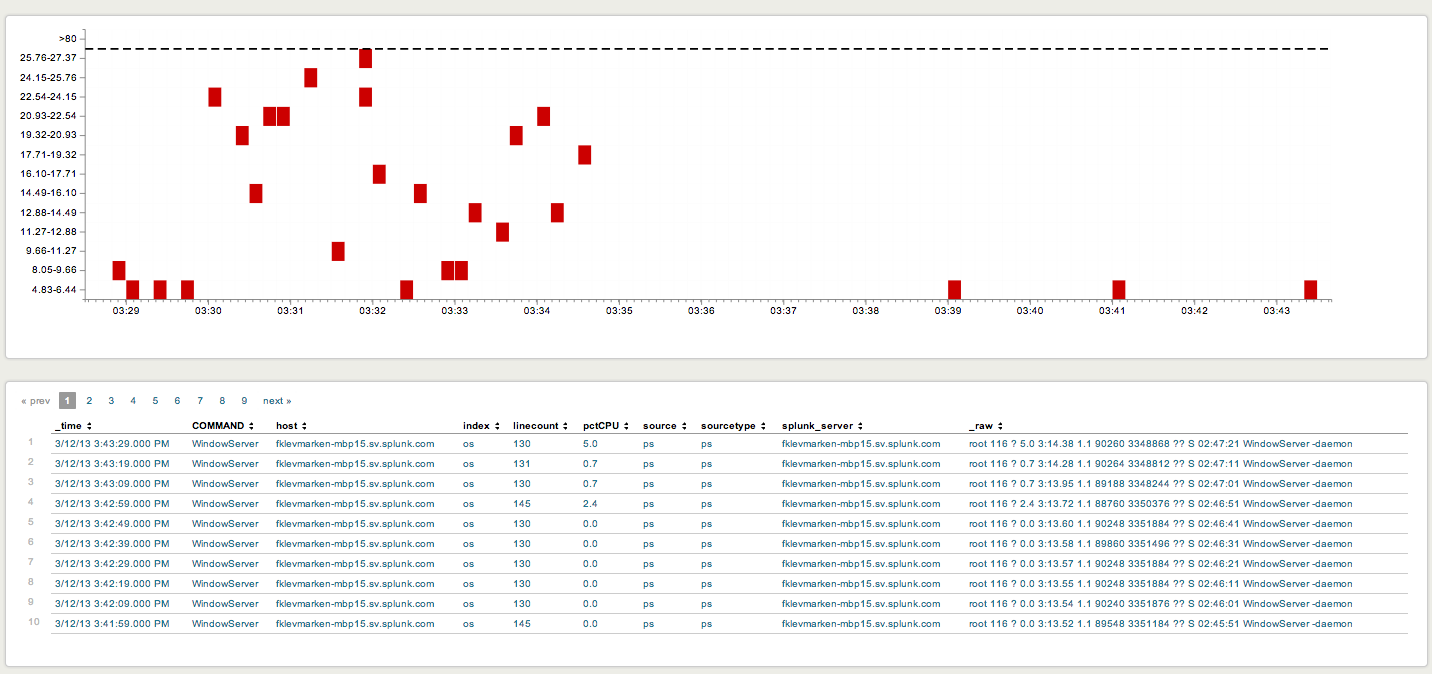 >80
25.76-27.37
24.15-25.76
22.54-24.15
20.93-22.54
19.32-20.93
17.71-19.32
16.10-17.71
14.49-16.10
12.88-14.49
11.27-12.88
9.66-11.27
8.05-9.66
4.83-6.44
03:29 03:30 03:31 03:32 03:33 03:34 03:35 03:36 03:37 03:38 03:39 03:40 03:41 03:42 03:43
« prev 1 2 3 4 5 6 7 8 9 next »
_time COMMAND host index linecount pctCPU source sourcetype splunk_server _raw
1 3/12/13 3:43:29.000 PM WindowServer fklevmarken-mbp15.sv.splunk.com os 130 5.0 ps ps fklevmarken-mbp15.sv.splunk.com root 116 ? 5.0 3:14.38 1.1 90260 3348868 ?? S 02:47:21 WindowServer -daemon
2 3/12/13 3:43:19.000 PM WindowServer fklevmarken-mbp15.sv.splunk.com os 131 0.7 ps ps fklevmarken-mbp15.sv.splunk.com root 116 ? 0.7 3:14.28 1.1 90264 3348812 ?? S 02:47:11 WindowServer -daemon
3 3/12/13 3:43:09.000 PM WindowServer fklevmarken-mbp15.sv.splunk.com os 130 0.7 ps ps fklevmarken-mbp15.sv.splunk.com root 116 ? 0.7 3:13.95 1.1 89188 3348244 ?? S 02:47:01 WindowServer -daemon
4 3/12/13 3:42:59.000 PM WindowServer fklevmarken-mbp15.sv.splunk.com os 145 2.4 ps ps fklevmarken-mbp15.sv.splunk.com root 116 ? 2.4 3:13.72 1.1 88760 3350376 ?? S 02:46:51 WindowServer -daemon
5 3/12/13 3:42:49.000 PM WindowServer fklevmarken-mbp15.sv.splunk.com os 130 0.0 ps ps fklevmarken-mbp15.sv.splunk.com root 116 ? 0.0 3:13.60 1.1 90248 3351884 ?? S 02:46:41 WindowServer -daemon
6 3/12/13 3:42:39.000 PM WindowServer fklevmarken-mbp15.sv.splunk.com os 130 0.0 ps ps fklevmarken-mbp15.sv.splunk.com root 116 ? 0.0 3:13.58 1.1 89860 3351496 ?? S 02:46:31 WindowServer -daemon
7 3/12/13 3:42:29.000 PM WindowServer fklevmarken-mbp15.sv.splunk.com os 130 0.0 ps ps fklevmarken-mbp15.sv.splunk.com root 116 ? 0.0 3:13.57 1.1 90248 3351884 ?? S 02:46:21 WindowServer -daemon
8 3/12/13 3:42:19.000 PM WindowServer fklevmarken-mbp15.sv.splunk.com os 130 0.0 ps ps fklevmarken-mbp15.sv.splunk.com root 116 ? 0.0 3:13.55 1.1 90248 3351884 ?? S 02:46:11 WindowServer -daemon
9 3/12/13 3:42:09.000 PM WindowServer fklevmarken-mbp15.sv.splunk.com os 130 0.0 ps ps fklevmarken-mbp15.sv.splunk.com root 116 ? 0.0 3:13.54 1.1 90240 3351876 ?? S 02:46:01 WindowServer -daemon
10 3/12/13 3:41:59.000 PM WindowServer fklevmarken-mbp15.sv.splunk.com os 145 0.0 ps ps fklevmarken-mbp15.sv.splunk.com root 116 ? 0.0 3:13.52 1.1 89548 3351184 ?? S 02:45:51 WindowServer -daemon